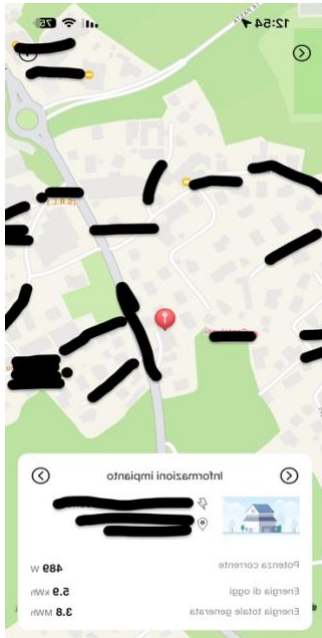 12:54
75
(S.R.L.)
Informazioni impianto
Potenza corrente 489 W
Energia di oggi 5.9 kWh
Energia totale generata 3.8 MWh